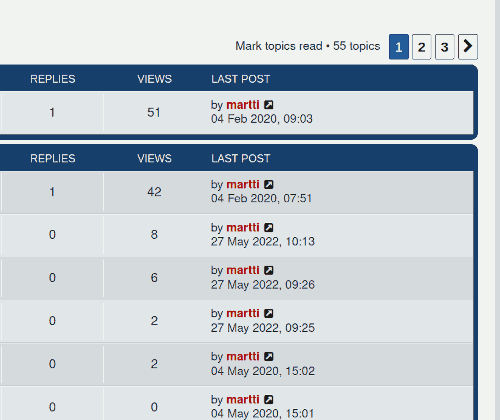 Mark topics read • 55 topics 1 2 3
REPLIES VIEWS LAST POST
1 51 by martti
04 Feb 2020, 09:03
REPLIES VIEWS LAST POST
1 42 by martti
04 Feb 2020, 07:51
0 8 by martti
27 May 2022, 10:13
0 6 by martti
27 May 2022, 09:26
0 2 by martti
27 May 2022, 09:25
0 2 by martti
04 May 2020, 15:02
0 0 by martti
04 May 2020, 15:01